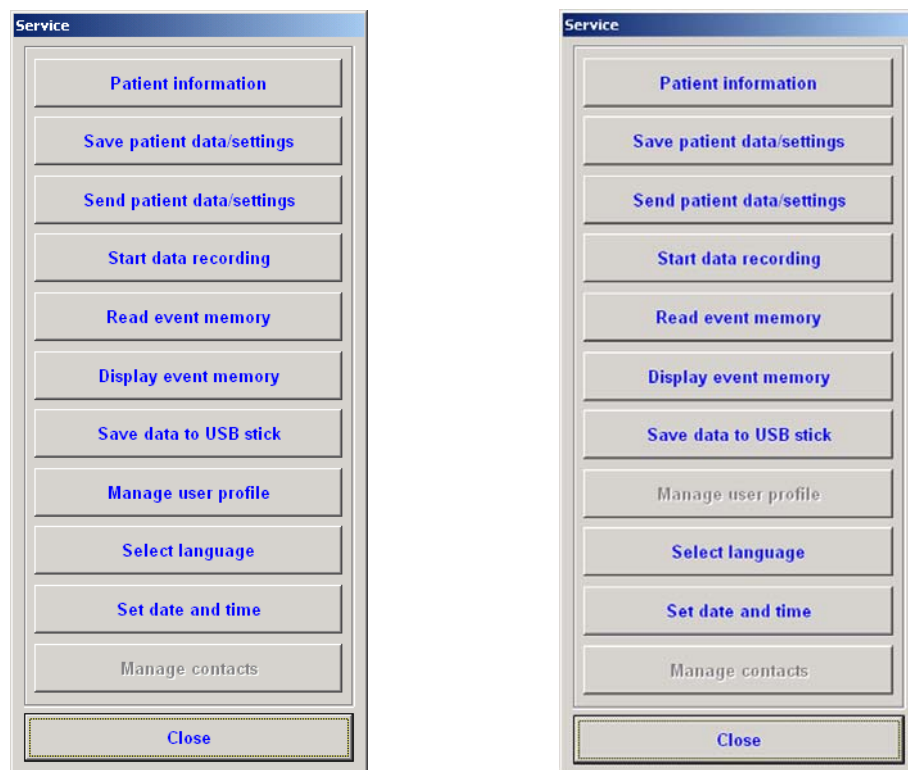 Service
Patient information
Save patient data/settings
Send patient data/settings
Start data recording
Read event memory
Display event memory
Save data to USB stick
Manage user profile
Select language
Set date and time
Manage contacts
Close
Service
Patient information
Save patient data/settings
Send patient data/settings
Start data recording
Read event memory
Display event memory
Save data to USB stick
Manage user profile
Select language
Set date and time
Manage contacts
Close